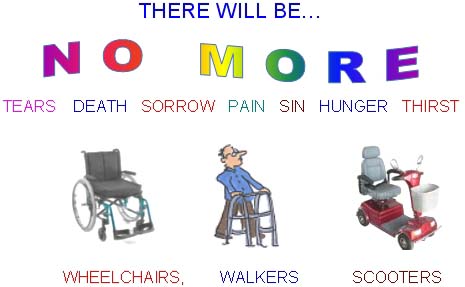 THERE WILL BE...
NO MORE
TEARS DEATH SORROW PAIN SIN HUNGER THIRST
WHEELCHAIRS, WALKERS SCOOTERS